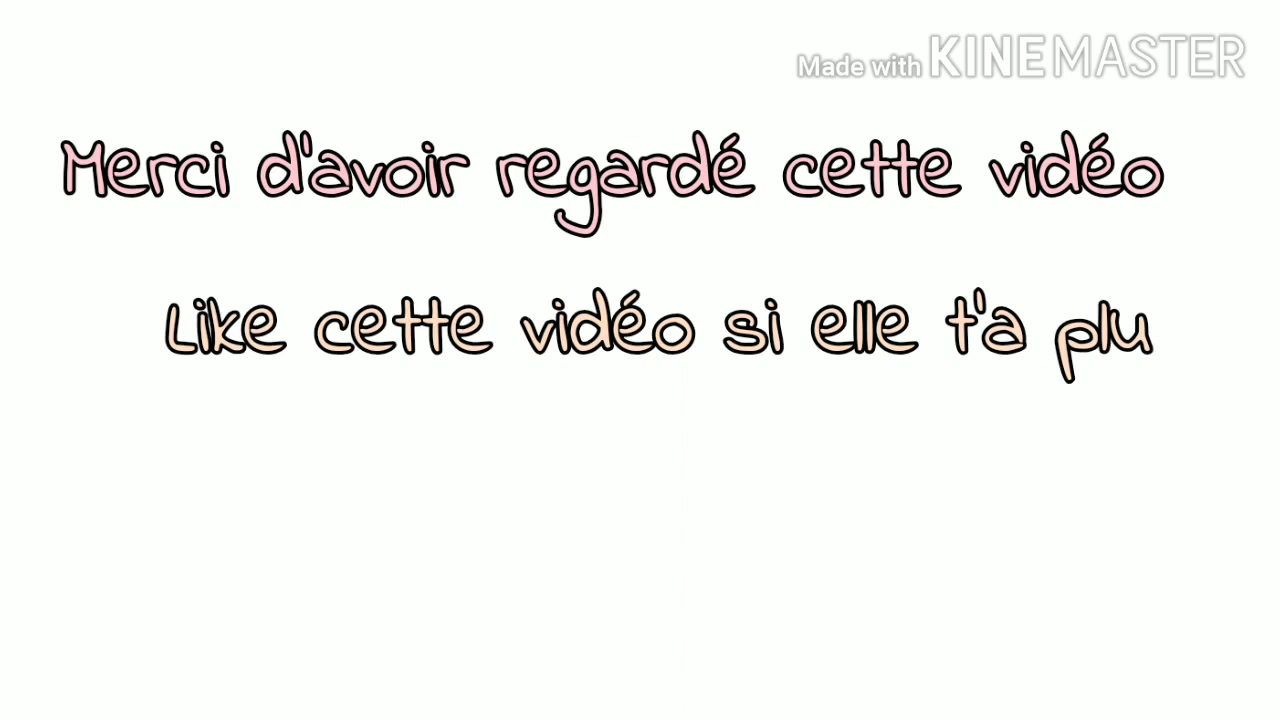 Made with KINEMASTER
Merci d'avoir regardé cette vidéo
Like cette vidéo si elle t'a plu